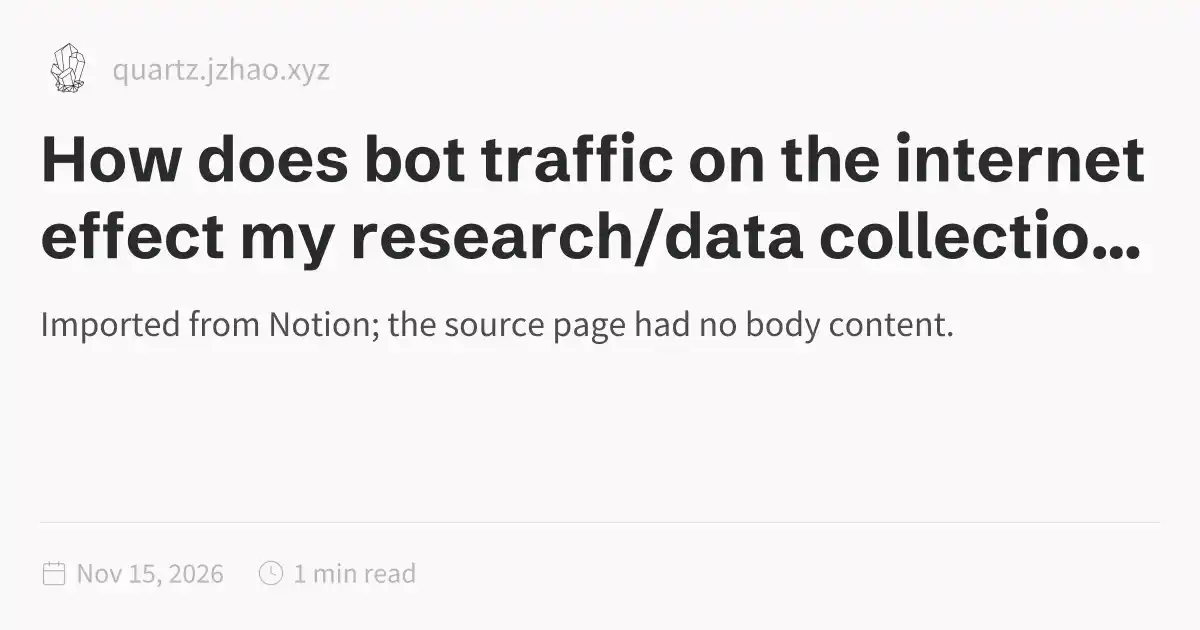 quartz.jzhao.xyz
How does bot traffic on the internet
effect my research/data collectio...
Imported from Notion; the source page had no body content.
Nov 15, 2026 1 min read